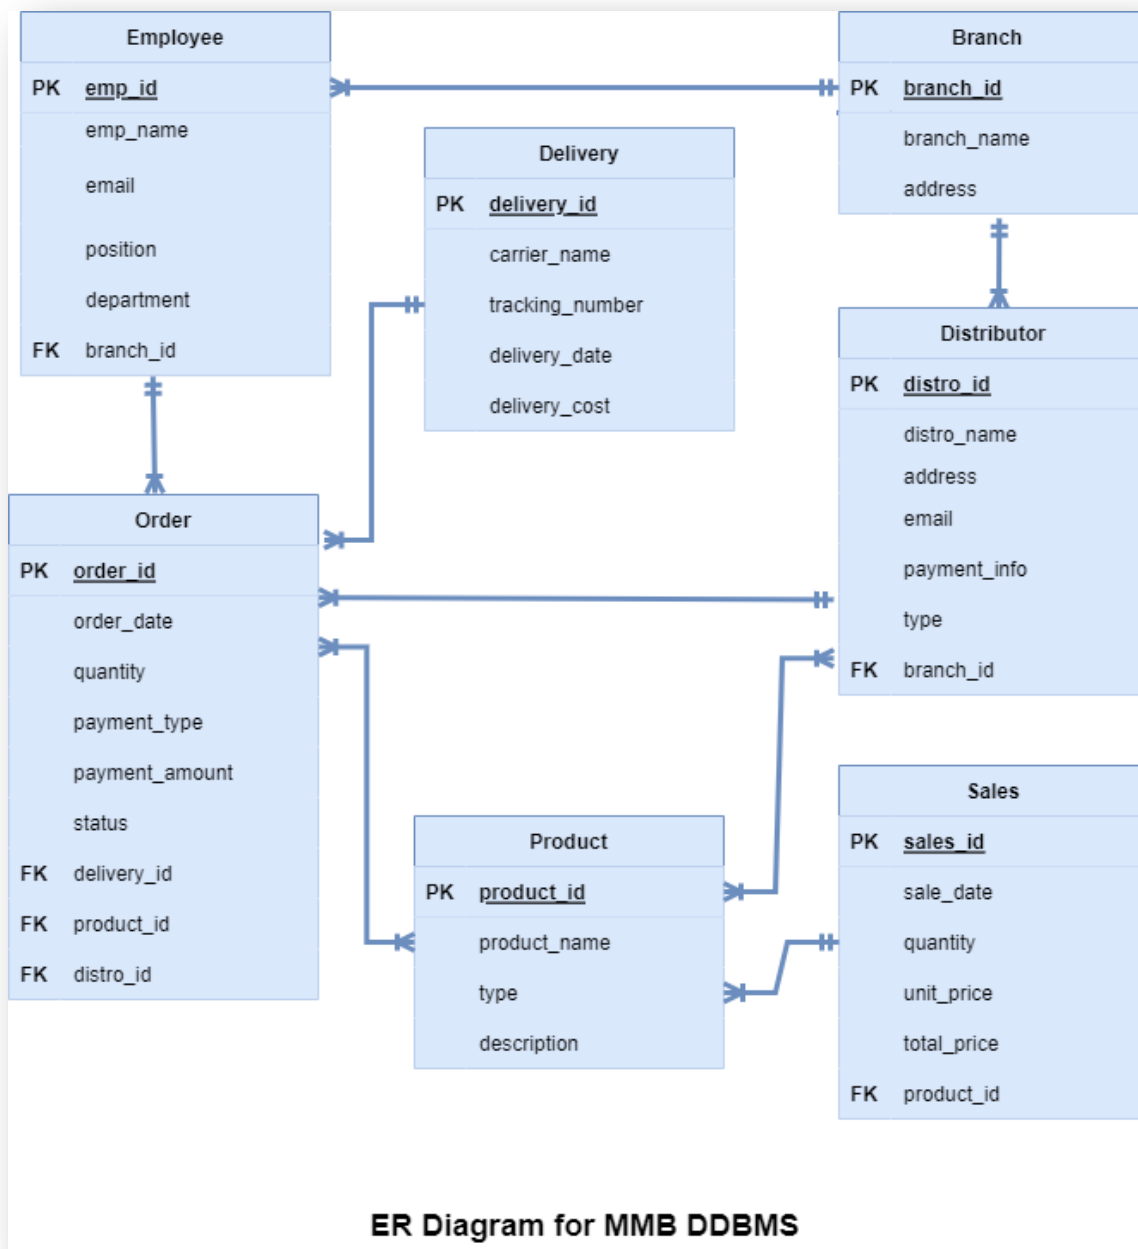 Employee
PK emp_id
emp_name
email
position
department
FK branch_id
Branch
PK branch_id
branch_name
address
Delivery
PK delivery_id
carrier_name
tracking_number
delivery_date
delivery_cost
Distributor
PK distro_id
distro_name
address
email
payment_info
type
FK branch_id
Order
PK order_id
order_date
quantity
payment_type
payment_amount
status
FK delivery_id
FK product_id
FK distro_id
Product
PK product_id
product_name
type
description
Sales
PK sales_id
sale_date
quantity
unit_price
total_price
FK product_id
ER Diagram for MMB DDBMS